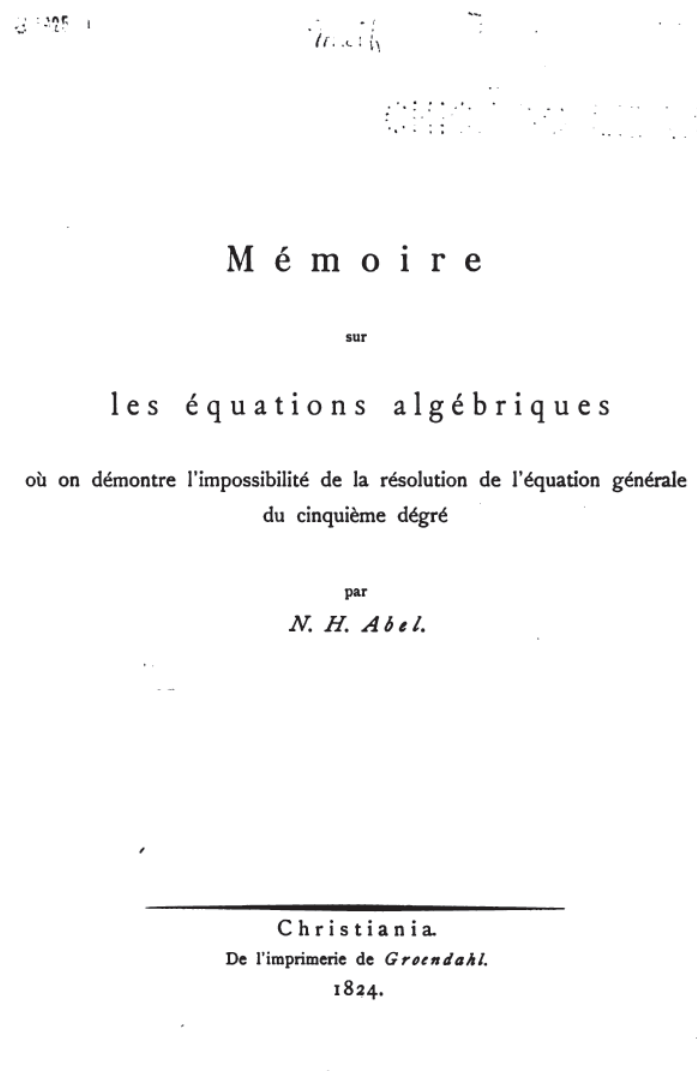 Mémoire
sur
les équations algébriques
où on démontre l'impossibilité de la résolution de l'équation générale
du cinquième dégré
par
N. H. Abel.
Christiania.
De l'imprimerie de Groendahl.
1824.